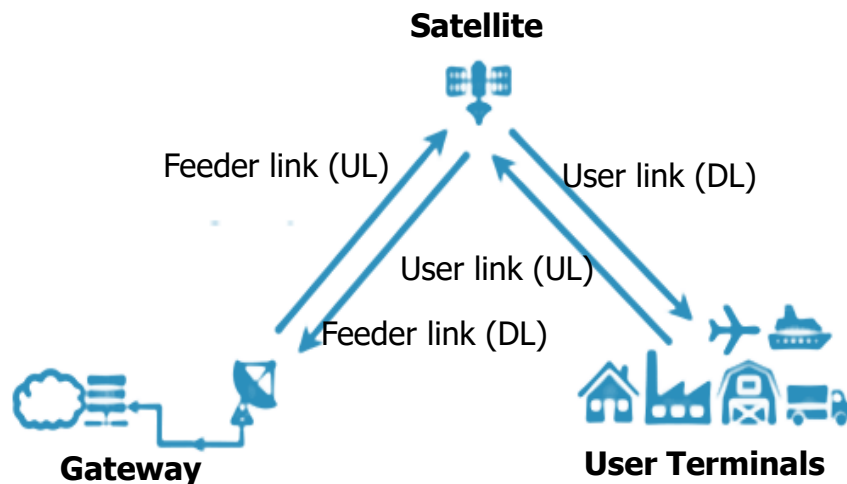 Satellite
Feeder link (UL)
User link (DL)
User link (UL)
Feeder link (DL)
Gateway
User Terminals